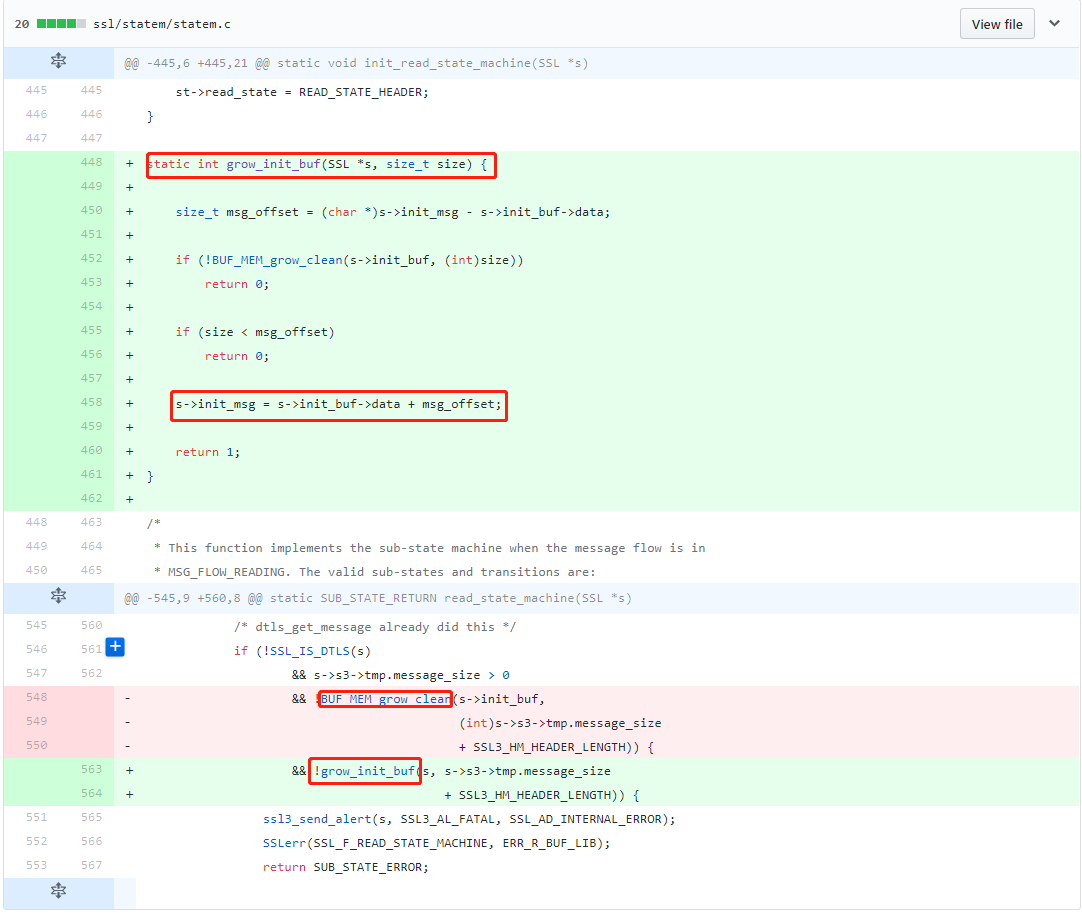 20 ssl/statem/statem.c View file
@@ -445,6 +445,21 @@ static void init_read_state_machine(SSL *s)
445 445 st->read_state = READ_STATE_HEADER;
446 446 }
447 447
448 + static int grow_init_buf(SSL *s, size_t size) {
449 +
450 + size_t msg_offset = (char *)s->init_msg - s->init_buf->data;
451 +
452 + if (!BUF_MEM_grow_clean(s->init_buf, (int)size))
453 + return 0;
454 +
455 + if (size < msg_offset)
456 + return 0;
457 +
458 + s->init_msg = s->init_buf->data + msg_offset;
459 +
460 + return 1;
461 + }
462 +
448 463 /*
449 464 * This function implements the sub-state machine when the message flow is in
450 465 * MSG_FLOW_READING. The valid sub-states and transitions are:
@@ -545,9 +560,8 @@ static SUB_STATE_RETURN read_state_machine(SSL *s)
545 560 /* dtls_get_message already did this */
546 561 + if (!SSL_IS_DTLS(s)
547 562 && s->s3->tmp.message_size > 0
548 - && !BUF_MEM_grow_clean(s->init_buf,
549 - (int)s->s3->tmp.message_size
550 - + SSL3_HM_HEADER_LENGTH)) {
563 + && !grow_init_buf(s, s->s3->tmp.message_size
564 + + SSL3_HM_HEADER_LENGTH)) {
551 565 ssl3_send_alert(s, SSL3_AL_FATAL, SSL_AD_INTERNAL_ERROR);
552 566 SSLerr(SSL_F_READ_STATE_MACHINE, ERR_R_BUF_LIB);
553 567 return SUB_STATE_ERROR;